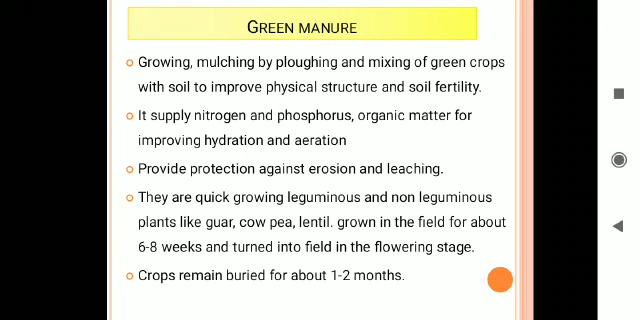 GREEN MANURE
Growing, mulching by ploughing and mixing of green crops
with soil to improve physical structure and soil fertility.
It supply nitrogen and phosphorus, organic matter for
improving hydration and aeration
Provide protection against erosion and leaching.
They are quick growing leguminous and non leguminous
plants like guar, cow pea, lentil. grown in the field for about
6-8 weeks and turned into field in the flowering stage.
Crops remain buried for about 1-2 months.